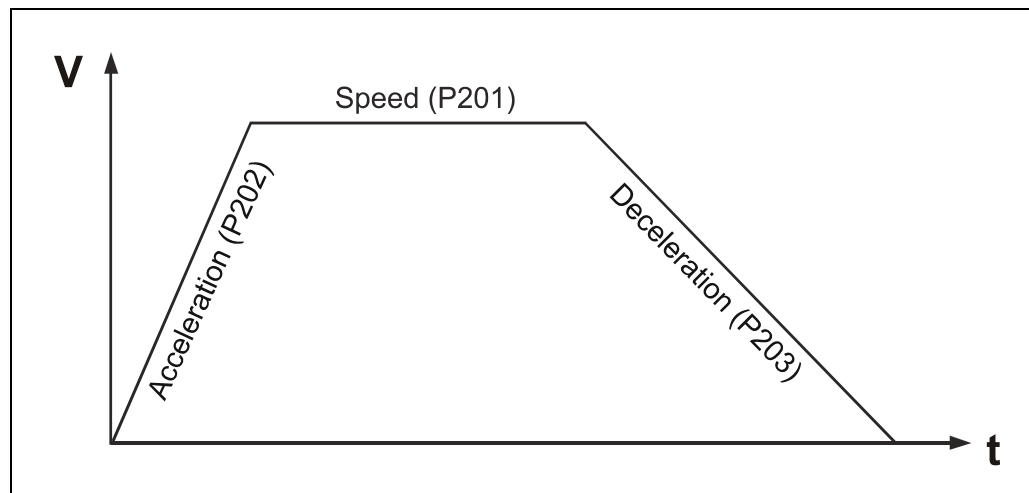 V
Speed (P201)
Acceleration (P202)
Deceleration (P203)
t